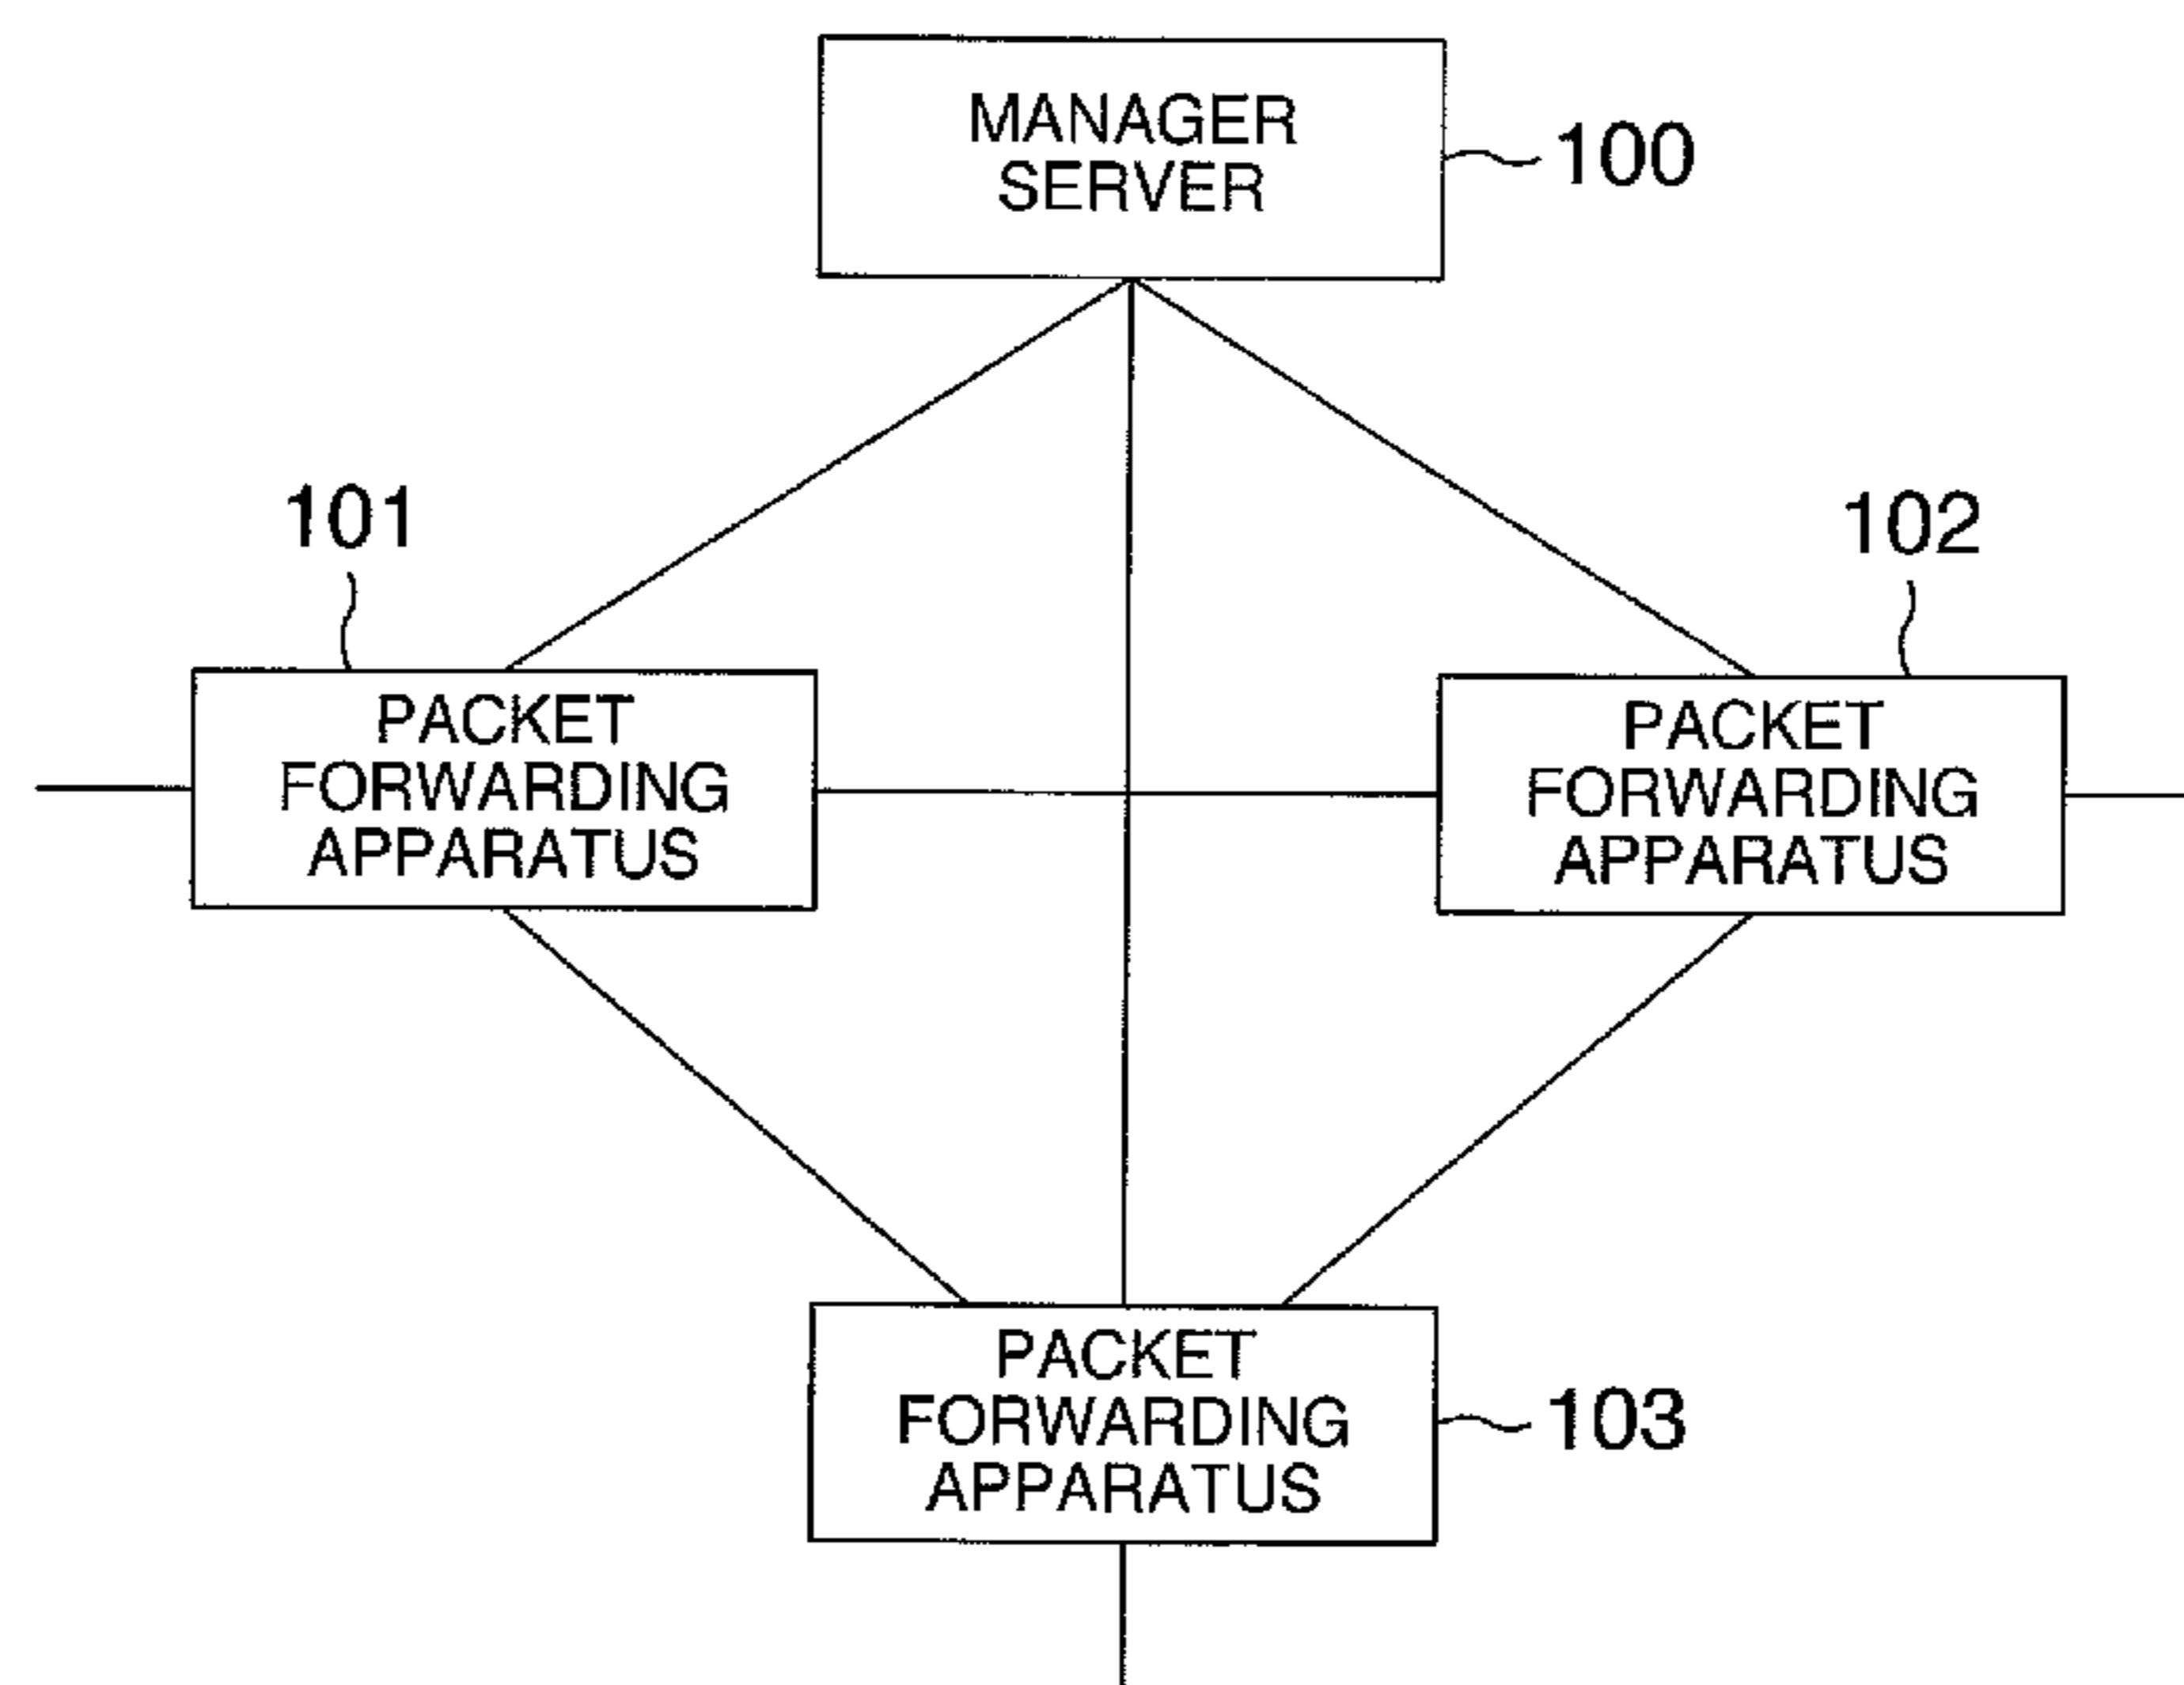 MANAGER
SERVER
100
101
102
PACKET
FORWARDING
APPARATUS
PACKET
FORWARDING
APPARATUS
PACKET
FORWARDING
APPARATUS
103